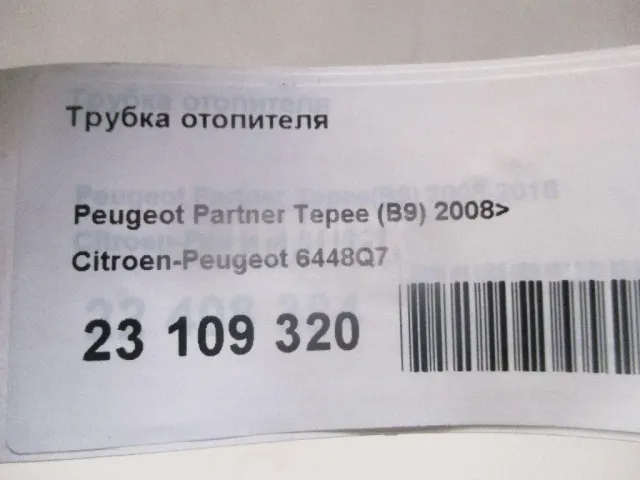 Трубка отопителя
Peugeot Partner Tepee (B9) 2008>
Citroen-Peugeot 6448Q7
23 109 320